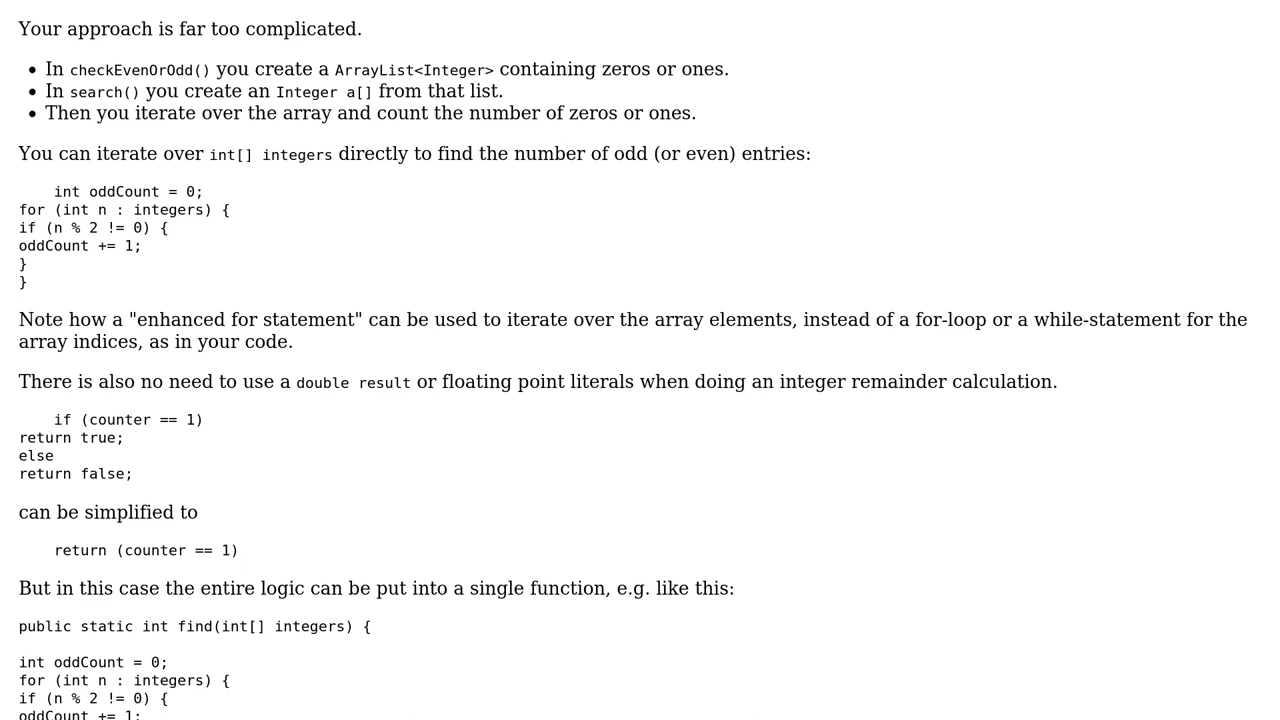 Your approach is far too complicated.
• In checkEvenOrOdd() you create a ArrayList<Integer> containing zeros or ones.
• In search() you create an Integer a[] from that list.
• Then you iterate over the array and count the number of zeros or ones.
You can iterate over int[] integers directly to find the number of odd (or even) entries:
    int oddCount = 0;
for (int n : integers) {
if (n % 2 != 0) {
oddCount += 1;
}
}
Note how a "enhanced for statement" can be used to iterate over the array elements, instead of a for-loop or a while-statement for the
array indices, as in your code.
There is also no need to use a double result or floating point literals when doing an integer remainder calculation.
    if (counter == 1)
return true;
else
return false;
can be simplified to
    return (counter == 1)
But in this case the entire logic can be put into a single function, e.g. like this:
public static int find(int[] integers) {
int oddCount = 0;
for (int n : integers) {
if (n % 2 != 0) {
oddCount += 1;